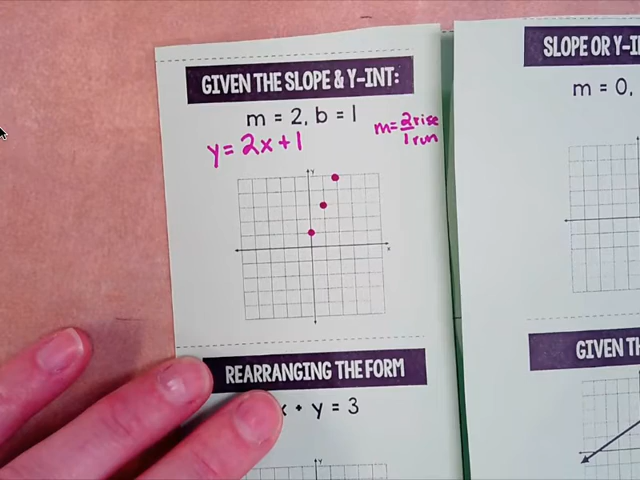 GIVEN THE SLOPE & Y-INT:
m = 2, b = 1
y = 2x + 1
m = 2 rise
1 run
y
x
REARRANGING THE FORM
x + y = 3
y
SLOPE OR Y-I
m = 0,
GIVEN TH